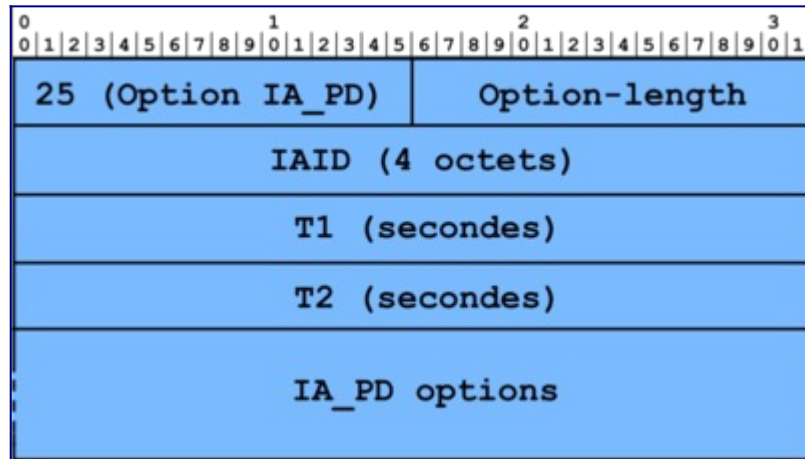 0 1 2 3
0|1|2|3|4|5|6|7|8|9|0|1|2|3|4|5|6|7|8|9|0|1|2|3|4|5|6|7|8|9|0|1
25 (Option IA_PD) Option-length
IAID (4 octets)
T1 (secondes)
T2 (secondes)
IA_PD options